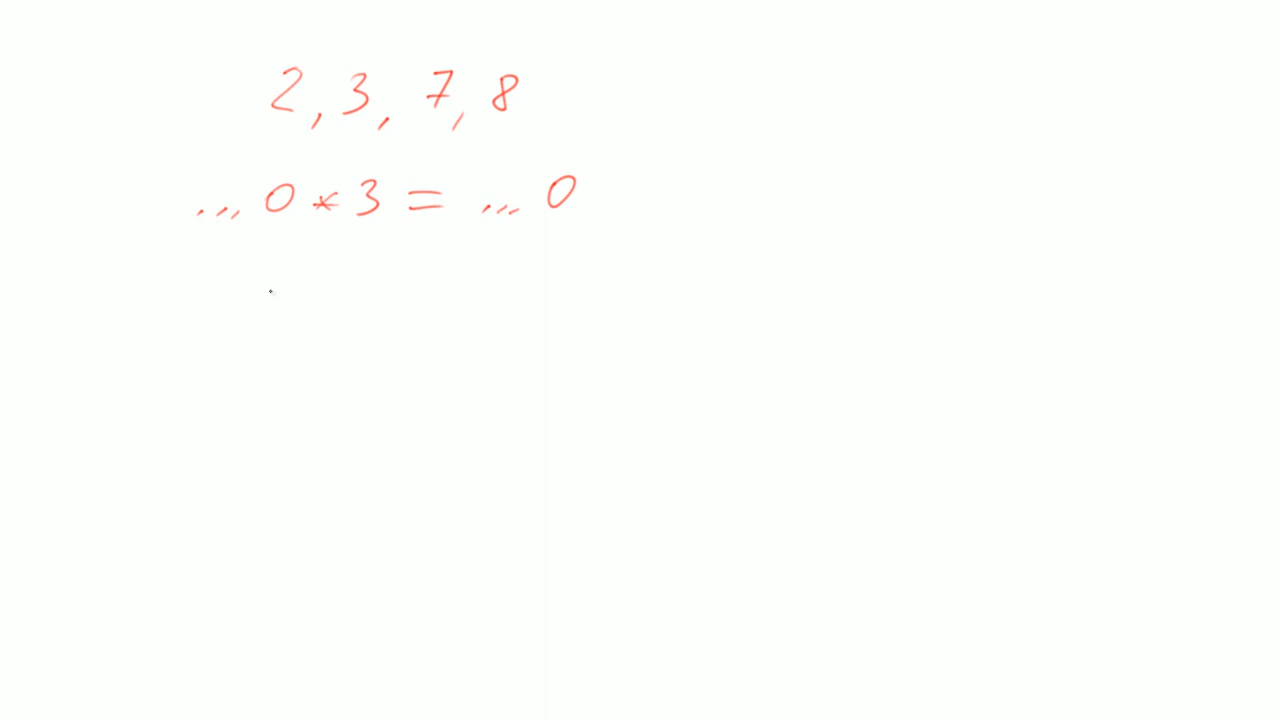 2, 3, 7, 8
... 0 * 3 = ... 0